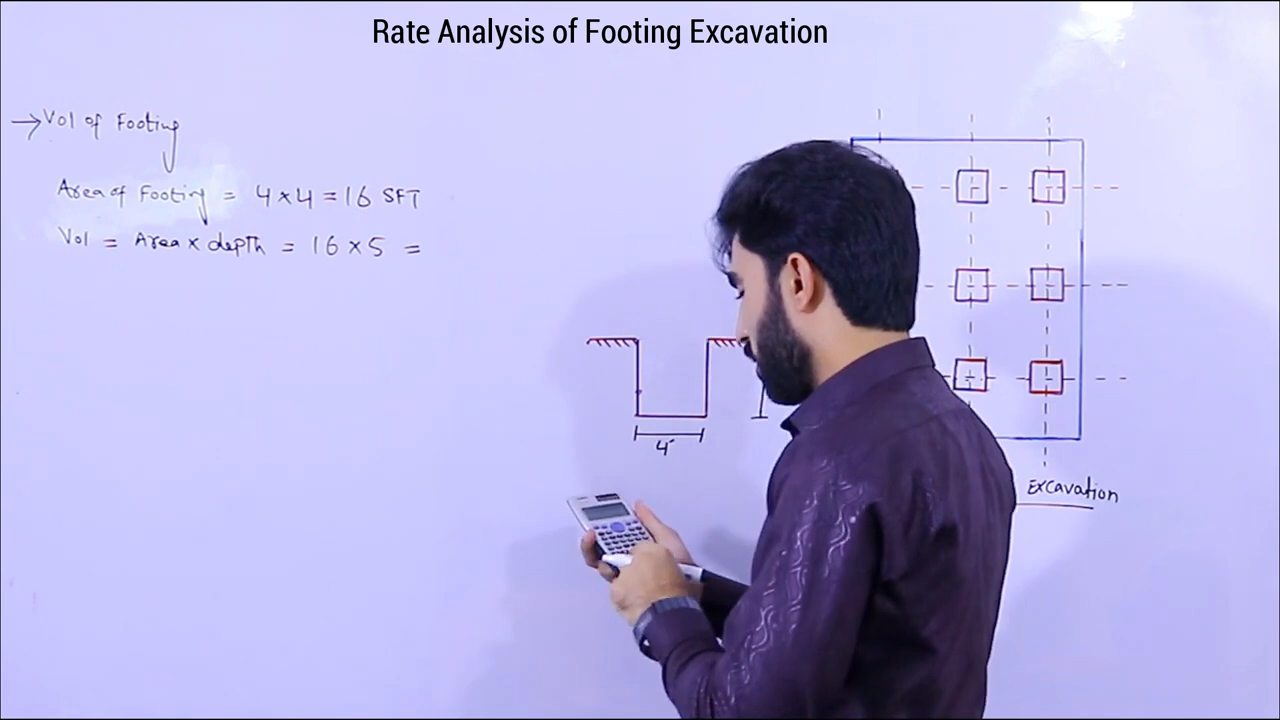 Rate Analysis of Footing Excavation
→ Vol of Footing
Area of Footing = 4 × 4 = 16 SFT
Vol = Area × depth = 16 × 5 =
4'
Excavation